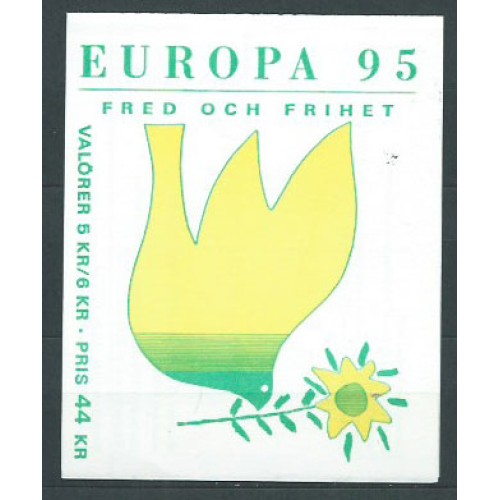 EUROPA 95
FRED OCH FRIHET
VALÖRER 5 KR/6 KR · PRIS 44 KR